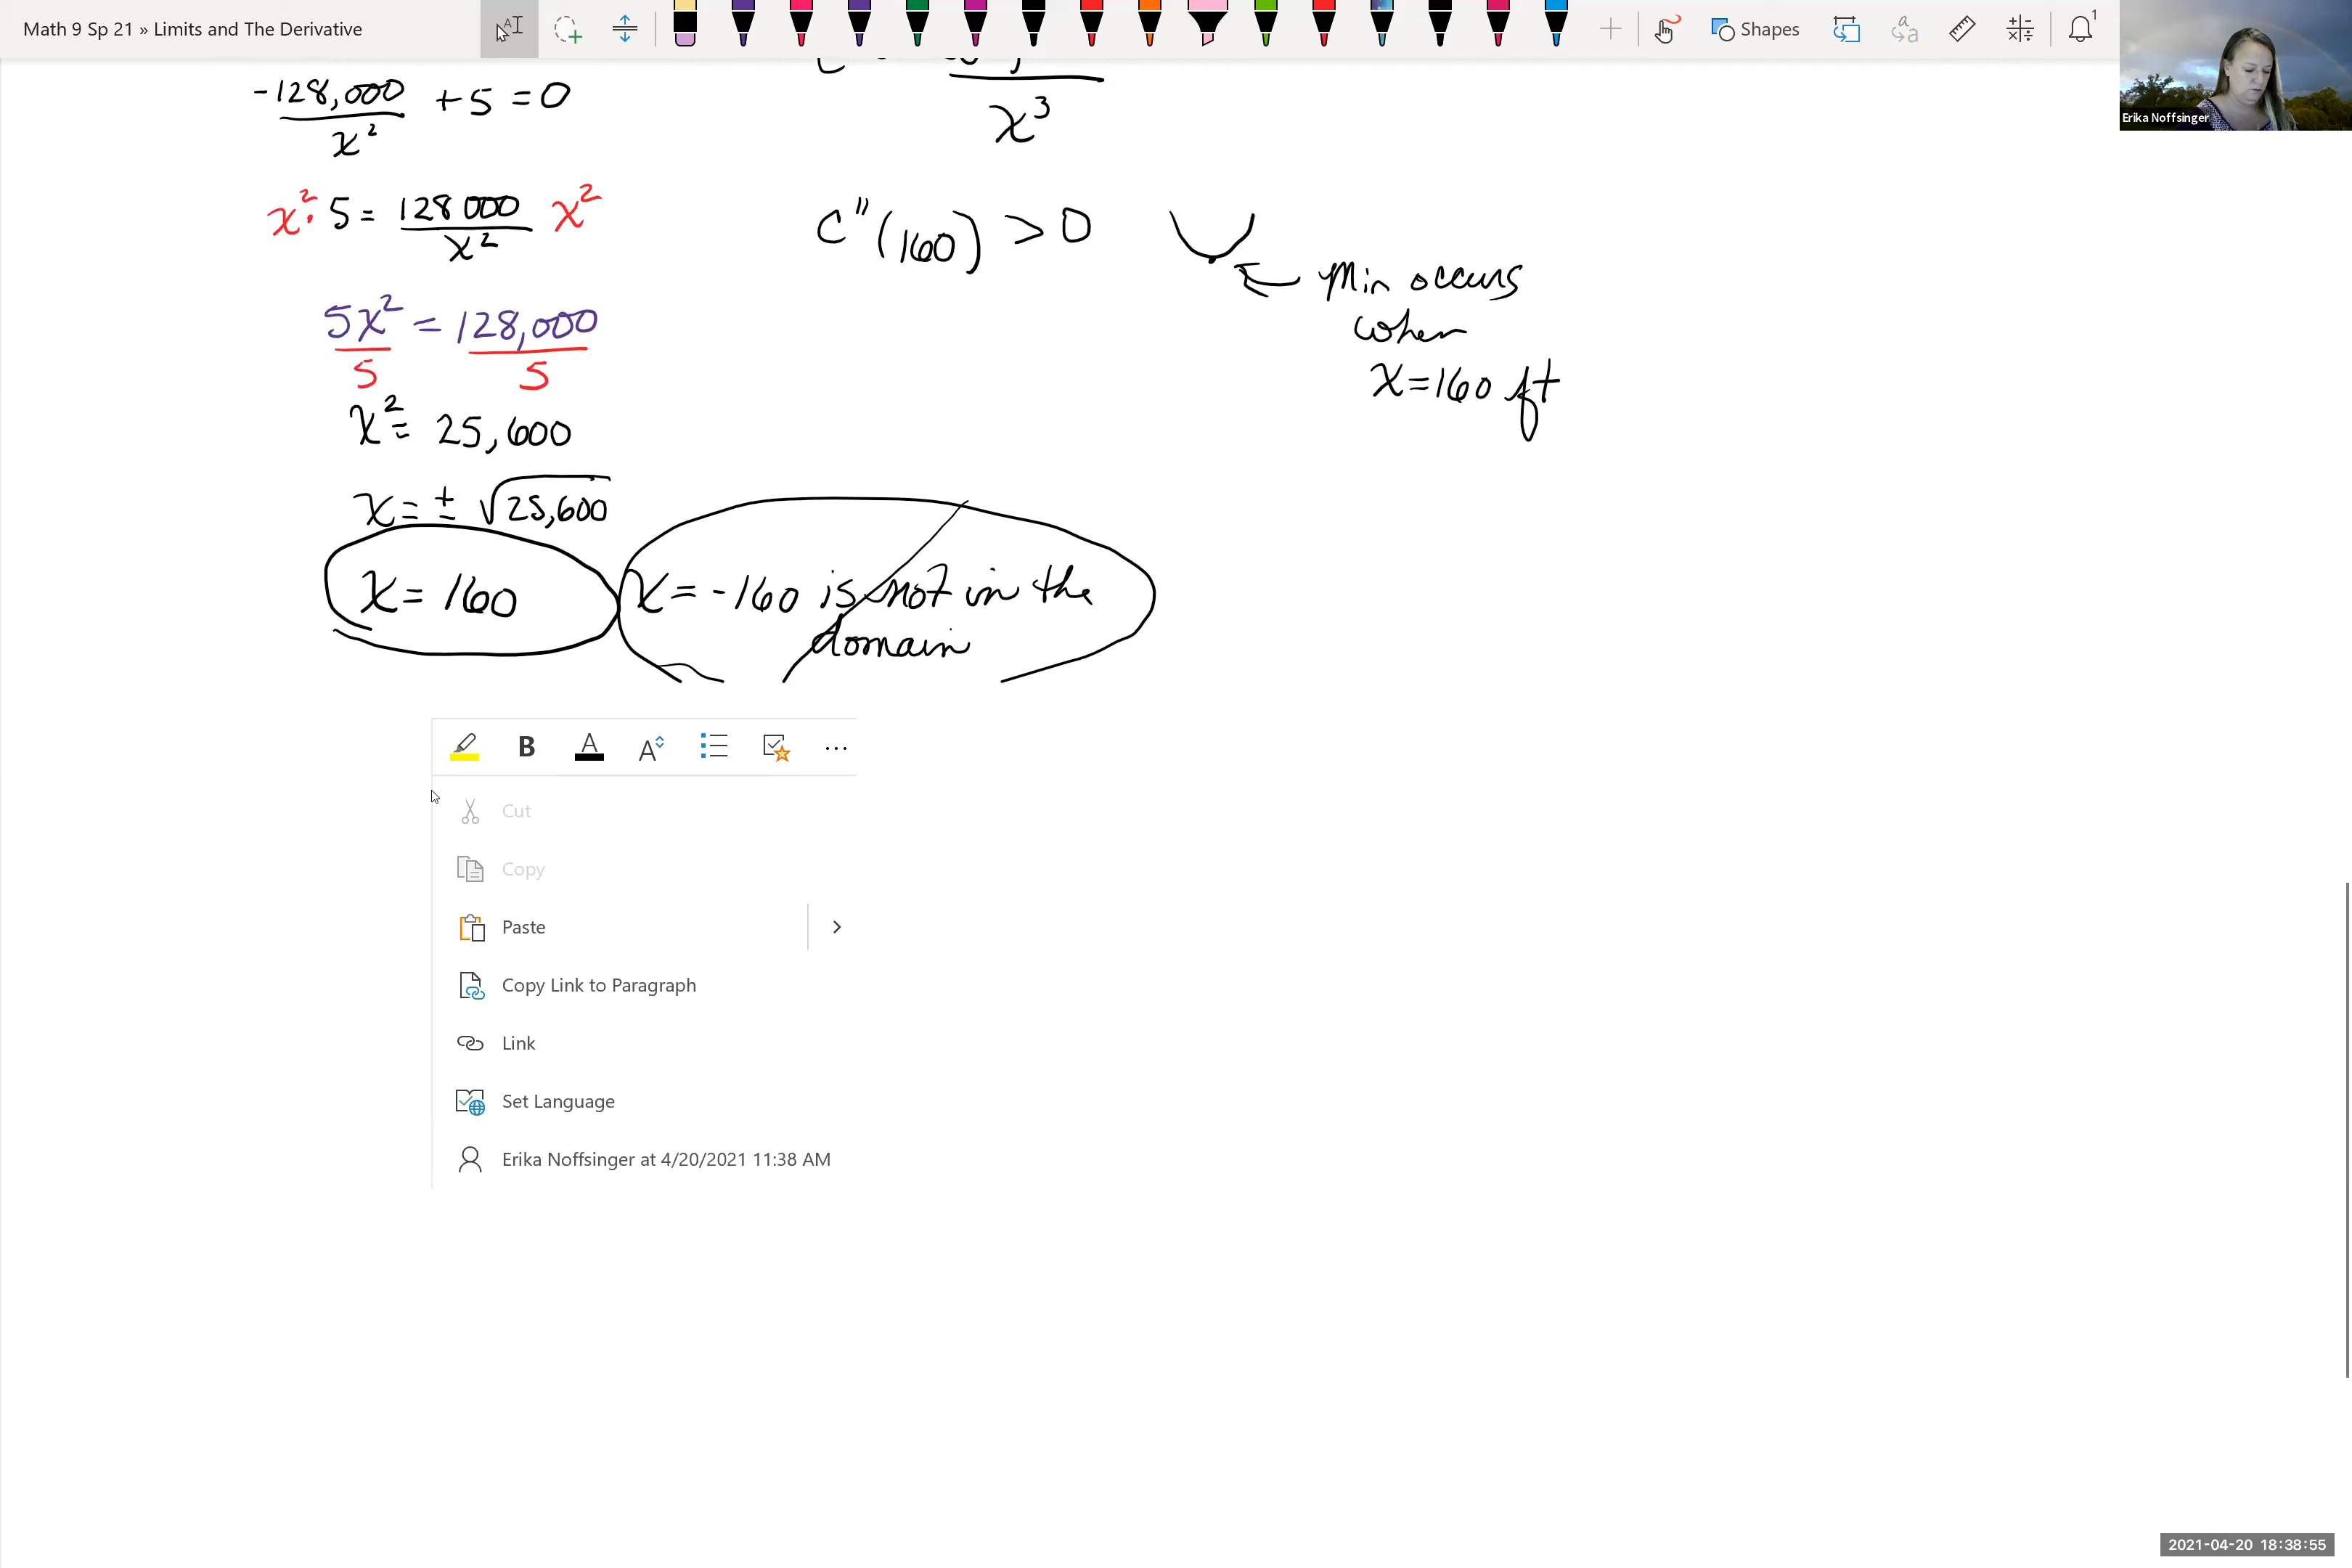 Math 9 Sp 21 » Limits and The Derivative
Shapes
1
Erika Noffsinger
-128,000/x² + 5 = 0
x³
x² · 5 = 128000/x² x²
C''(160) > 0
Min occurs
when
x = 160 ft
5x² = 128,000
5 5
x² = 25,600
x = ± √25,600
x = 160
x = -160 is not in the
domain
B A A ...
Cut
Copy
Paste
Copy Link to Paragraph
Link
Set Language
Erika Noffsinger at 4/20/2021 11:38 AM
2021-04-20 18:38:55